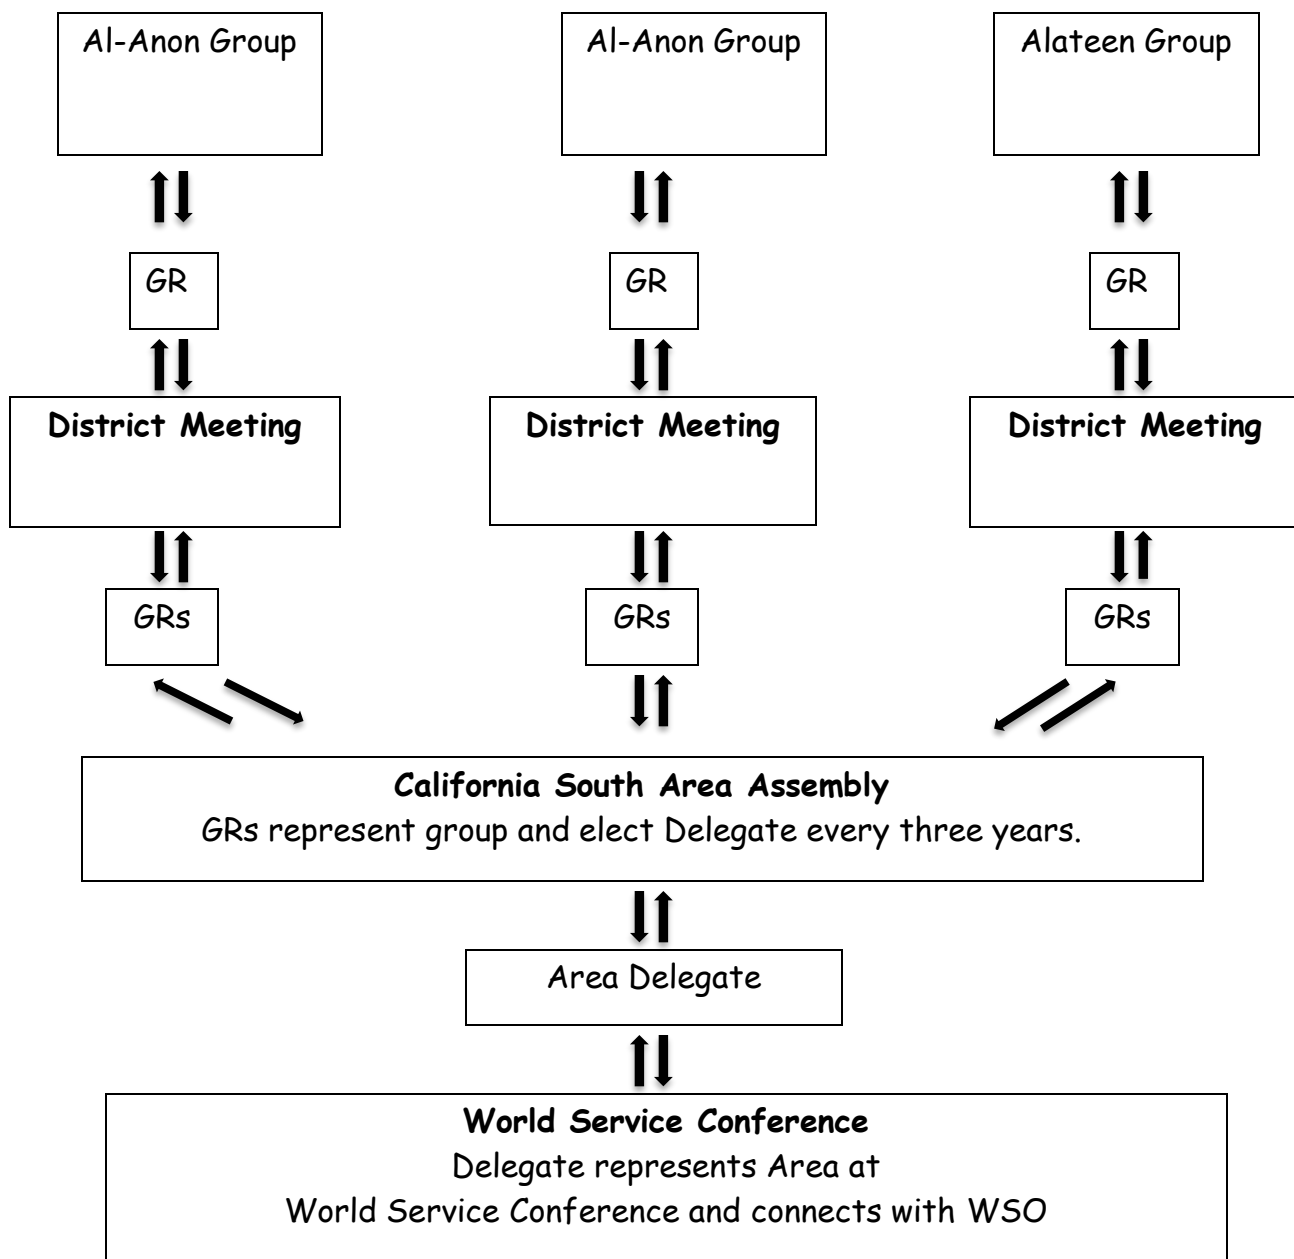 Al-Anon Group
Al-Anon Group
Alateen Group
GR
GR
GR
District Meeting
District Meeting
District Meeting
GRs
GRs
GRs
California South Area Assembly
GRs represent group and elect Delegate every three years.
Area Delegate
World Service Conference
Delegate represents Area at
World Service Conference and connects with WSO